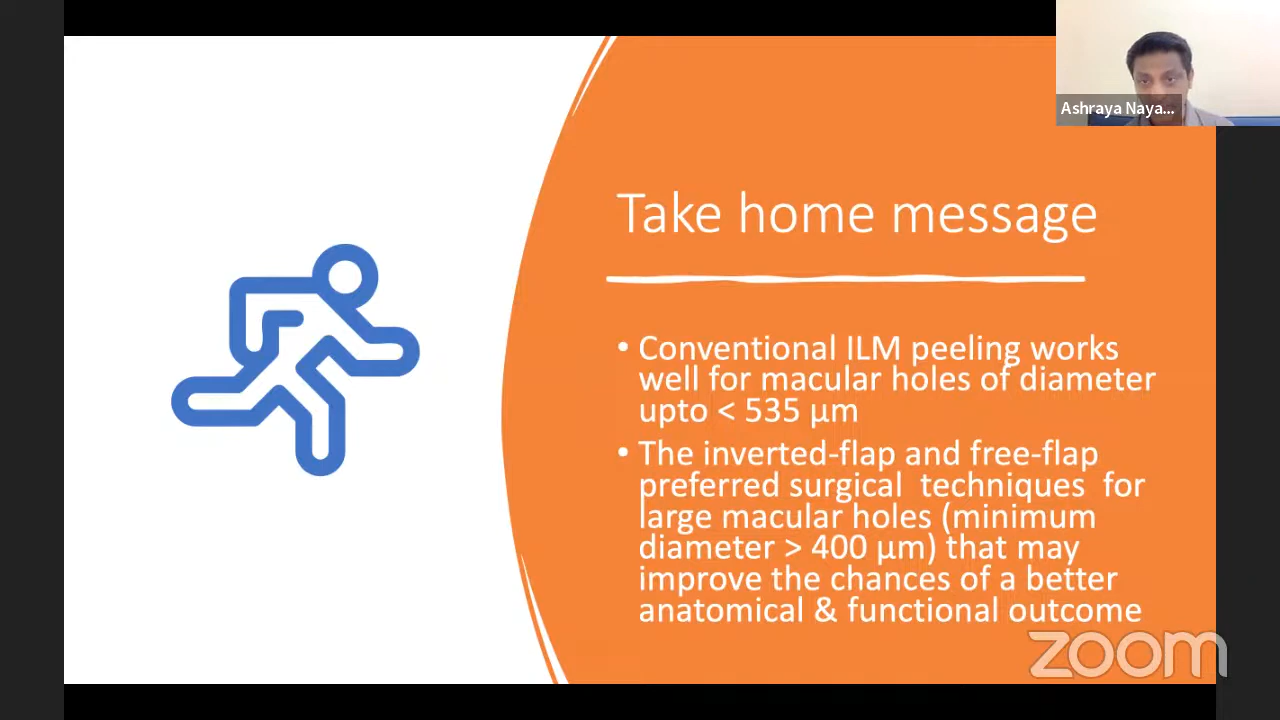 Ashraya Naya...
Take home message
• Conventional ILM peeling works
well for macular holes of diameter
upto < 535 µm
• The inverted-flap and free-flap
preferred surgical techniques for
large macular holes (minimum
diameter > 400 µm) that may
improve the chances of a better
anatomical & functional outcome
zoom